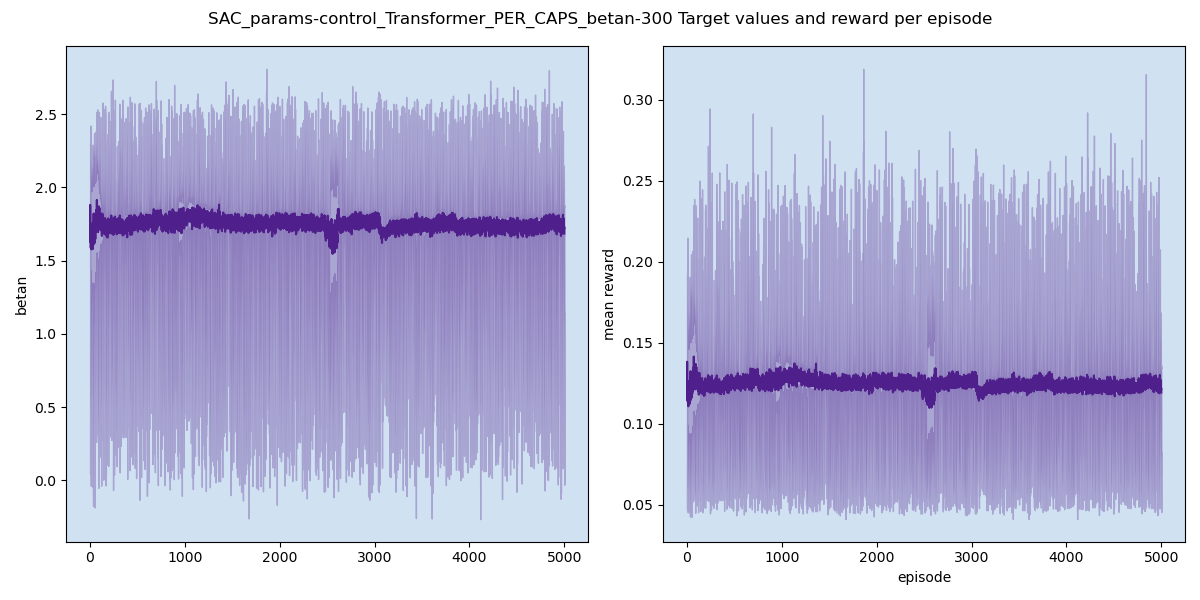 SAC_params-control_Transformer_PER_CAPS_betan-300 Target values and reward per episode
betan
2.5
2.0
1.5
1.0
0.5
0.0
0 1000 2000 3000 4000 5000
mean reward
0.30
0.25
0.20
0.15
0.10
0.05
0 1000 2000 3000 4000 5000
episode